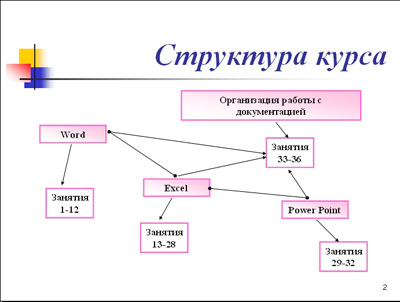 Структура курса
Организация работы с
документацией
Word
Занятия
33-36
Excel
Занятия
1-12
Power Point
Занятия
13-28
Занятия
29-32
2